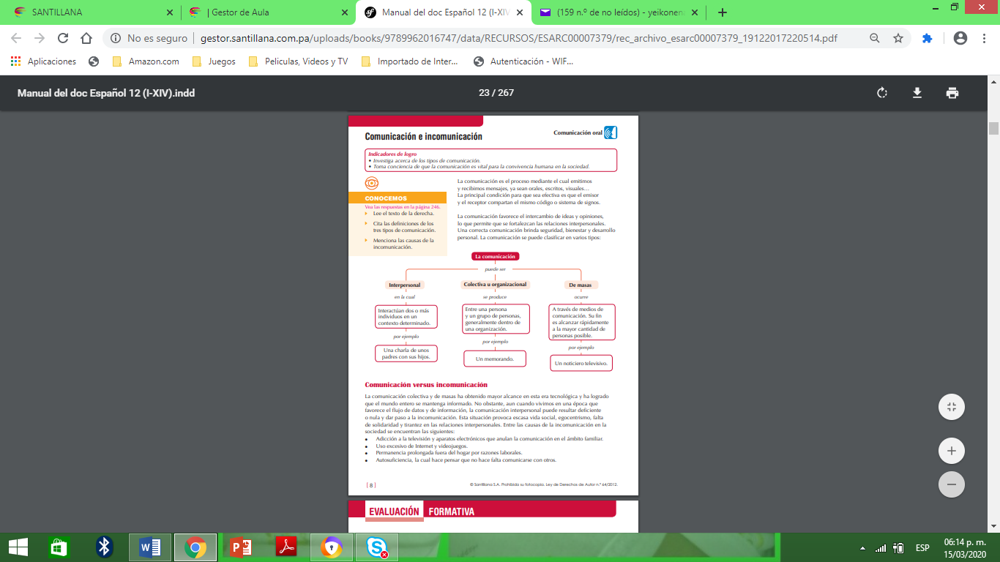 SANTILLANA
| Gestor de Aula
Manual del doc Español 12 (I-XIV
(159 n.º de no leídos) - yeikonen
No es seguro | gestor.santillana.com.pa/uploads/books/9789962016747/data/RECURSOS/ESARC00007379/rec_archivo_esarc00007379_19122017220514.pdf
Aplicaciones
Amazon.com
Juegos
Peliculas, Videos y TV
Importado de Inter...
Autenticación - WIF...
Manual del doc Español 12 (I-XIV).indd
23 / 267
Comunicación e incomunicación
Comunicación oral
Indicadores de logro
• Investiga acerca de los tipos de comunicación.
• Toma conciencia de que la comunicación es vital para la convivencia humana en la sociedad.
CONOCEMOS
Vea las respuestas en la página 246.
Lee el texto de la derecha.
Cita las definiciones de los
tres tipos de comunicación.
Menciona las causas de la
incomunicación.
La comunicación es el proceso mediante el cual emitimos
y recibimos mensajes, ya sean orales, escritos, visuales...
La principal condición para que sea efectiva es que el emisor
y el receptor compartan el mismo código o sistema de signos.
La comunicación favorece el intercambio de ideas y opiniones,
lo que permite que se fortalezcan las relaciones interpersonales.
Una correcta comunicación brinda seguridad, bienestar y desarrollo
personal. La comunicación se puede clasificar en varios tipos:
La comunicación
puede ser
Interpersonal
en la cual
Interactúan dos o más
individuos en un
contexto determinado.
por ejemplo
Una charla de unos
padres con sus hijos.
Colectiva u organizacional
se produce
Entre una persona
y un grupo de personas,
generalmente dentro de
una organización.
por ejemplo
Un memorando.
De masas
ocurre
A través de medios de
comunicación. Su fin
es alcanzar rápidamente
a la mayor cantidad de
personas posible.
por ejemplo
Un noticiero televisivo.
Comunicación versus incomunicación
La comunicación colectiva y de masas ha obtenido mayor alcance en esta era tecnológica y ha logrado
que el mundo entero se mantenga informado. No obstante, aun cuando vivimos en una época que
favorece el flujo de datos y de información, la comunicación interpersonal puede resultar deficiente
o nula y dar paso a la incomunicación. Esta situación provoca escasa vida social, egocentrismo, falta
de solidaridad y tirantez en las relaciones interpersonales. Entre las causas de la incomunicación en la
sociedad se encuentran las siguientes:
• Adicción a la televisión y aparatos electrónicos que anulan la comunicación en el ámbito familiar.
• Uso excesivo de Internet y videojuegos.
• Permanencia prolongada fuera del hogar por razones laborales.
• Autosuficiencia, la cual hace pensar que no hace falta comunicarse con otros.
[ 8 ]
© Santillana S.A. Prohibida su fotocopia. Ley de Derechos de Autor n.º 64/2012.
EVALUACIÓN FORMATIVA
ESP
06:14 p. m.
15/03/2020